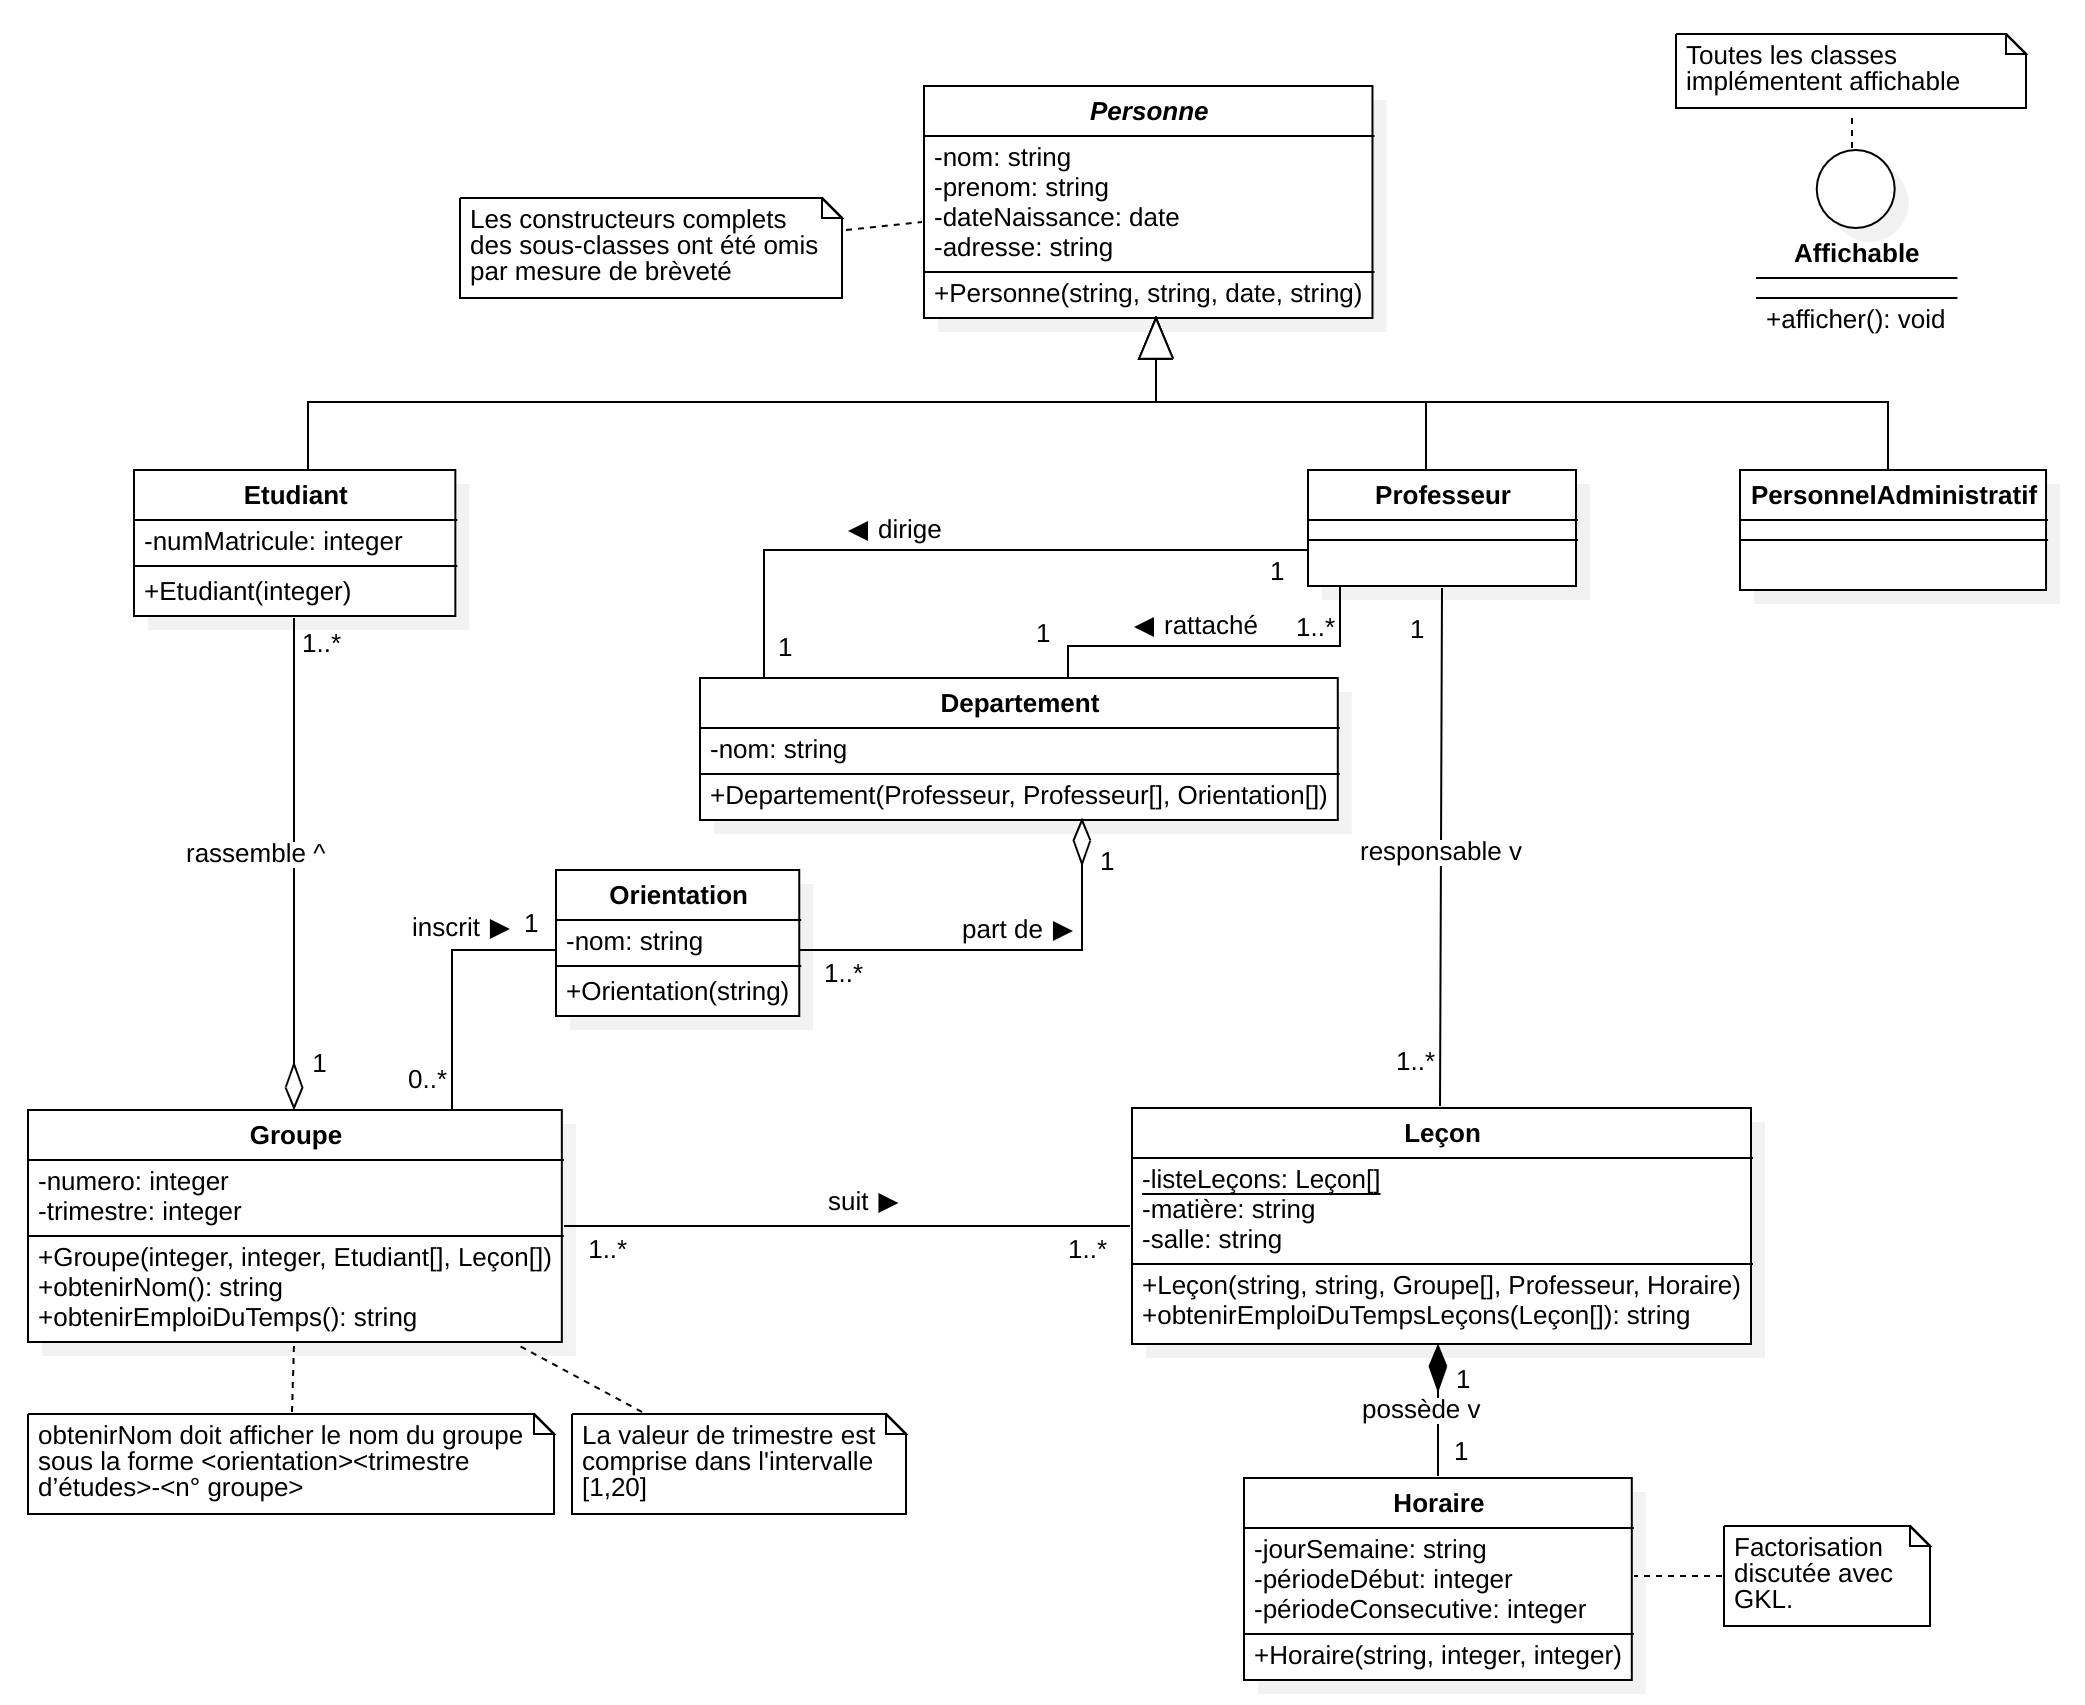 Toutes les classes
implémentent affichable
Affichable
+afficher(): void
Personne
-nom: string
-prenom: string
-dateNaissance: date
-adresse: string
+Personne(string, string, date, string)
Les constructeurs complets
des sous-classes ont été omis
par mesure de brèveté
Etudiant
-numMatricule: integer
+Etudiant(integer)
Professeur
PersonnelAdministratif
◀ dirige
1
1
◀ rattaché
1
1..*
1
1..*
Departement
-nom: string
+Departement(Professeur, Professeur[], Orientation[])
rassemble ^
responsable v
1
Orientation
-nom: string
+Orientation(string)
inscrit ▶
1
part de ▶
1..*
1
0..*
1..*
Groupe
-numero: integer
-trimestre: integer
+Groupe(integer, integer, Etudiant[], Leçon[])
+obtenirNom(): string
+obtenirEmploiDuTemps(): string
suit ▶
1..*
1..*
Leçon
-listeLeçons: Leçon[]
-matière: string
-salle: string
+Leçon(string, string, Groupe[], Professeur, Horaire)
+obtenirEmploiDuTempsLeçons(Leçon[]): string
1
possède v
1
obtenirNom doit afficher le nom du groupe
sous la forme <orientation><trimestre
d’études>-<n° groupe>
La valeur de trimestre est
comprise dans l'intervalle
[1,20]
Horaire
-jourSemaine: string
-périodeDébut: integer
-périodeConsecutive: integer
+Horaire(string, integer, integer)
Factorisation
discutée avec
GKL.